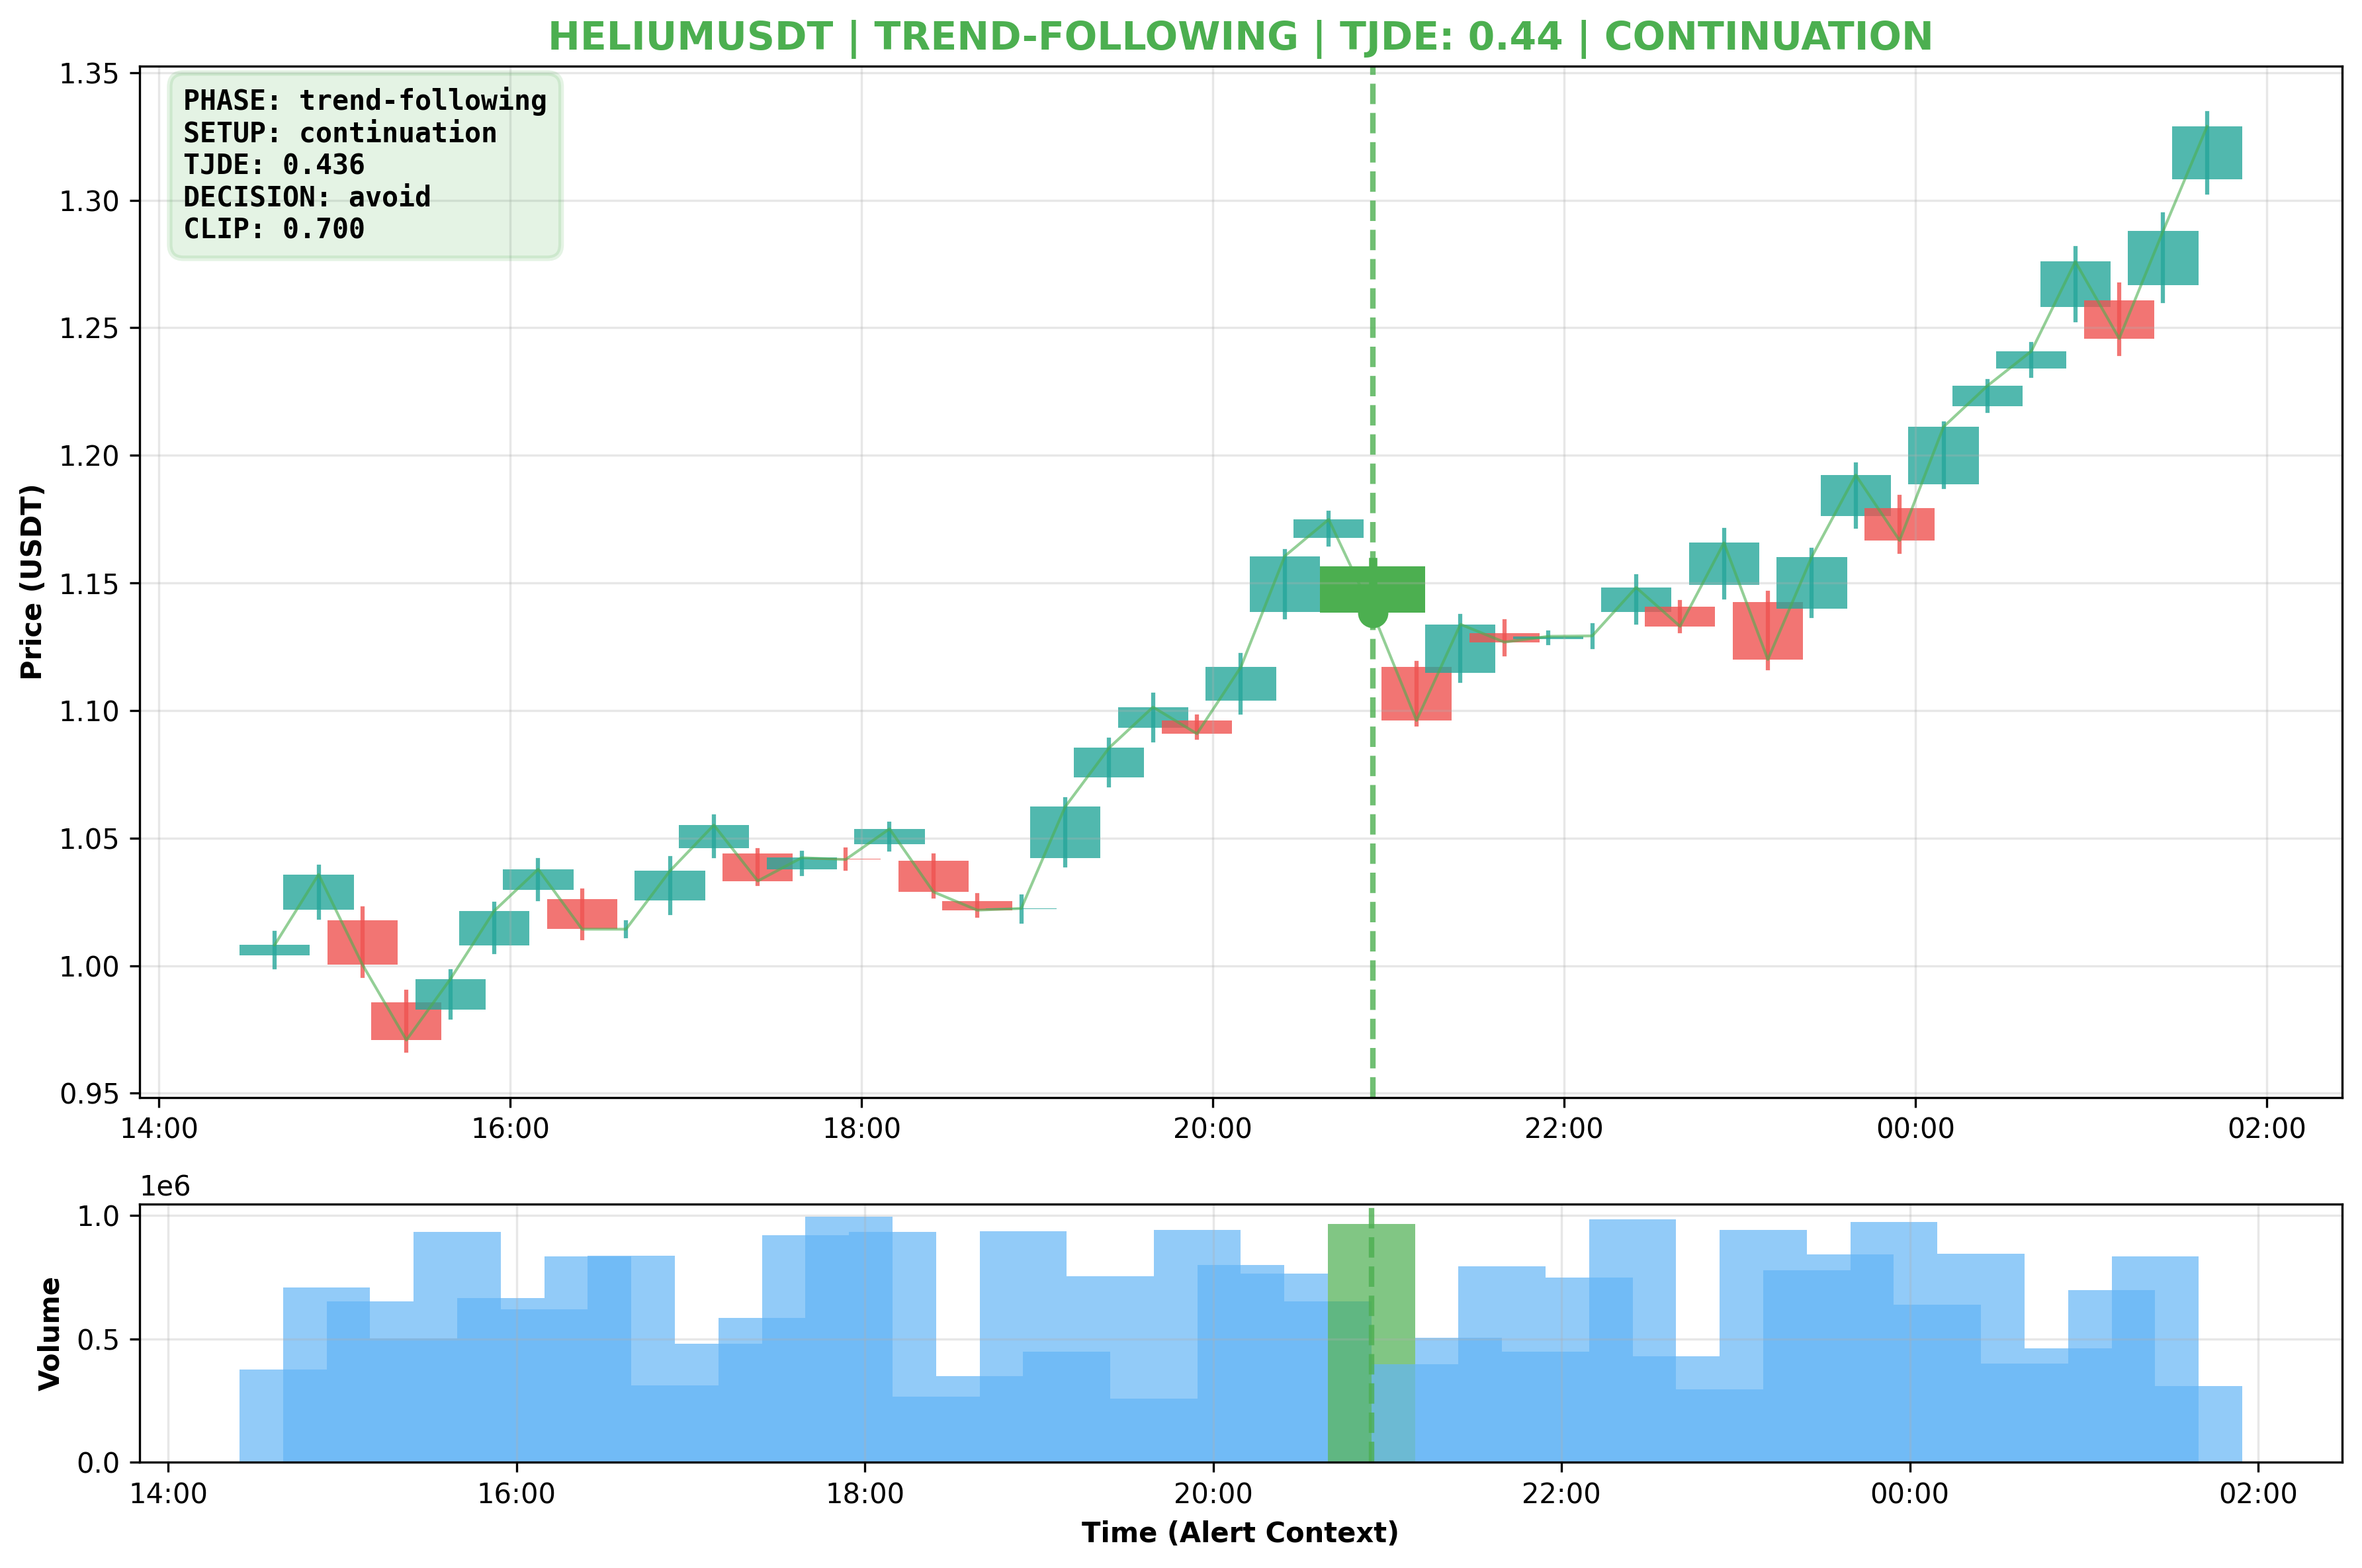 HELIUMUSDT | TREND-FOLLOWING | TJDE: 0.44 | CONTINUATION
PHASE: trend-following
SETUP: continuation
TJDE: 0.436
DECISION: avoid
CLIP: 0.700
Price (USDT)
1.35
1.30
1.25
1.20
1.15
1.10
1.05
1.00
0.95
14:00 16:00 18:00 20:00 22:00 00:00 02:00
1e6
Volume
1.0
0.5
0.0
14:00 16:00 18:00 20:00 22:00 00:00 02:00
Time (Alert Context)